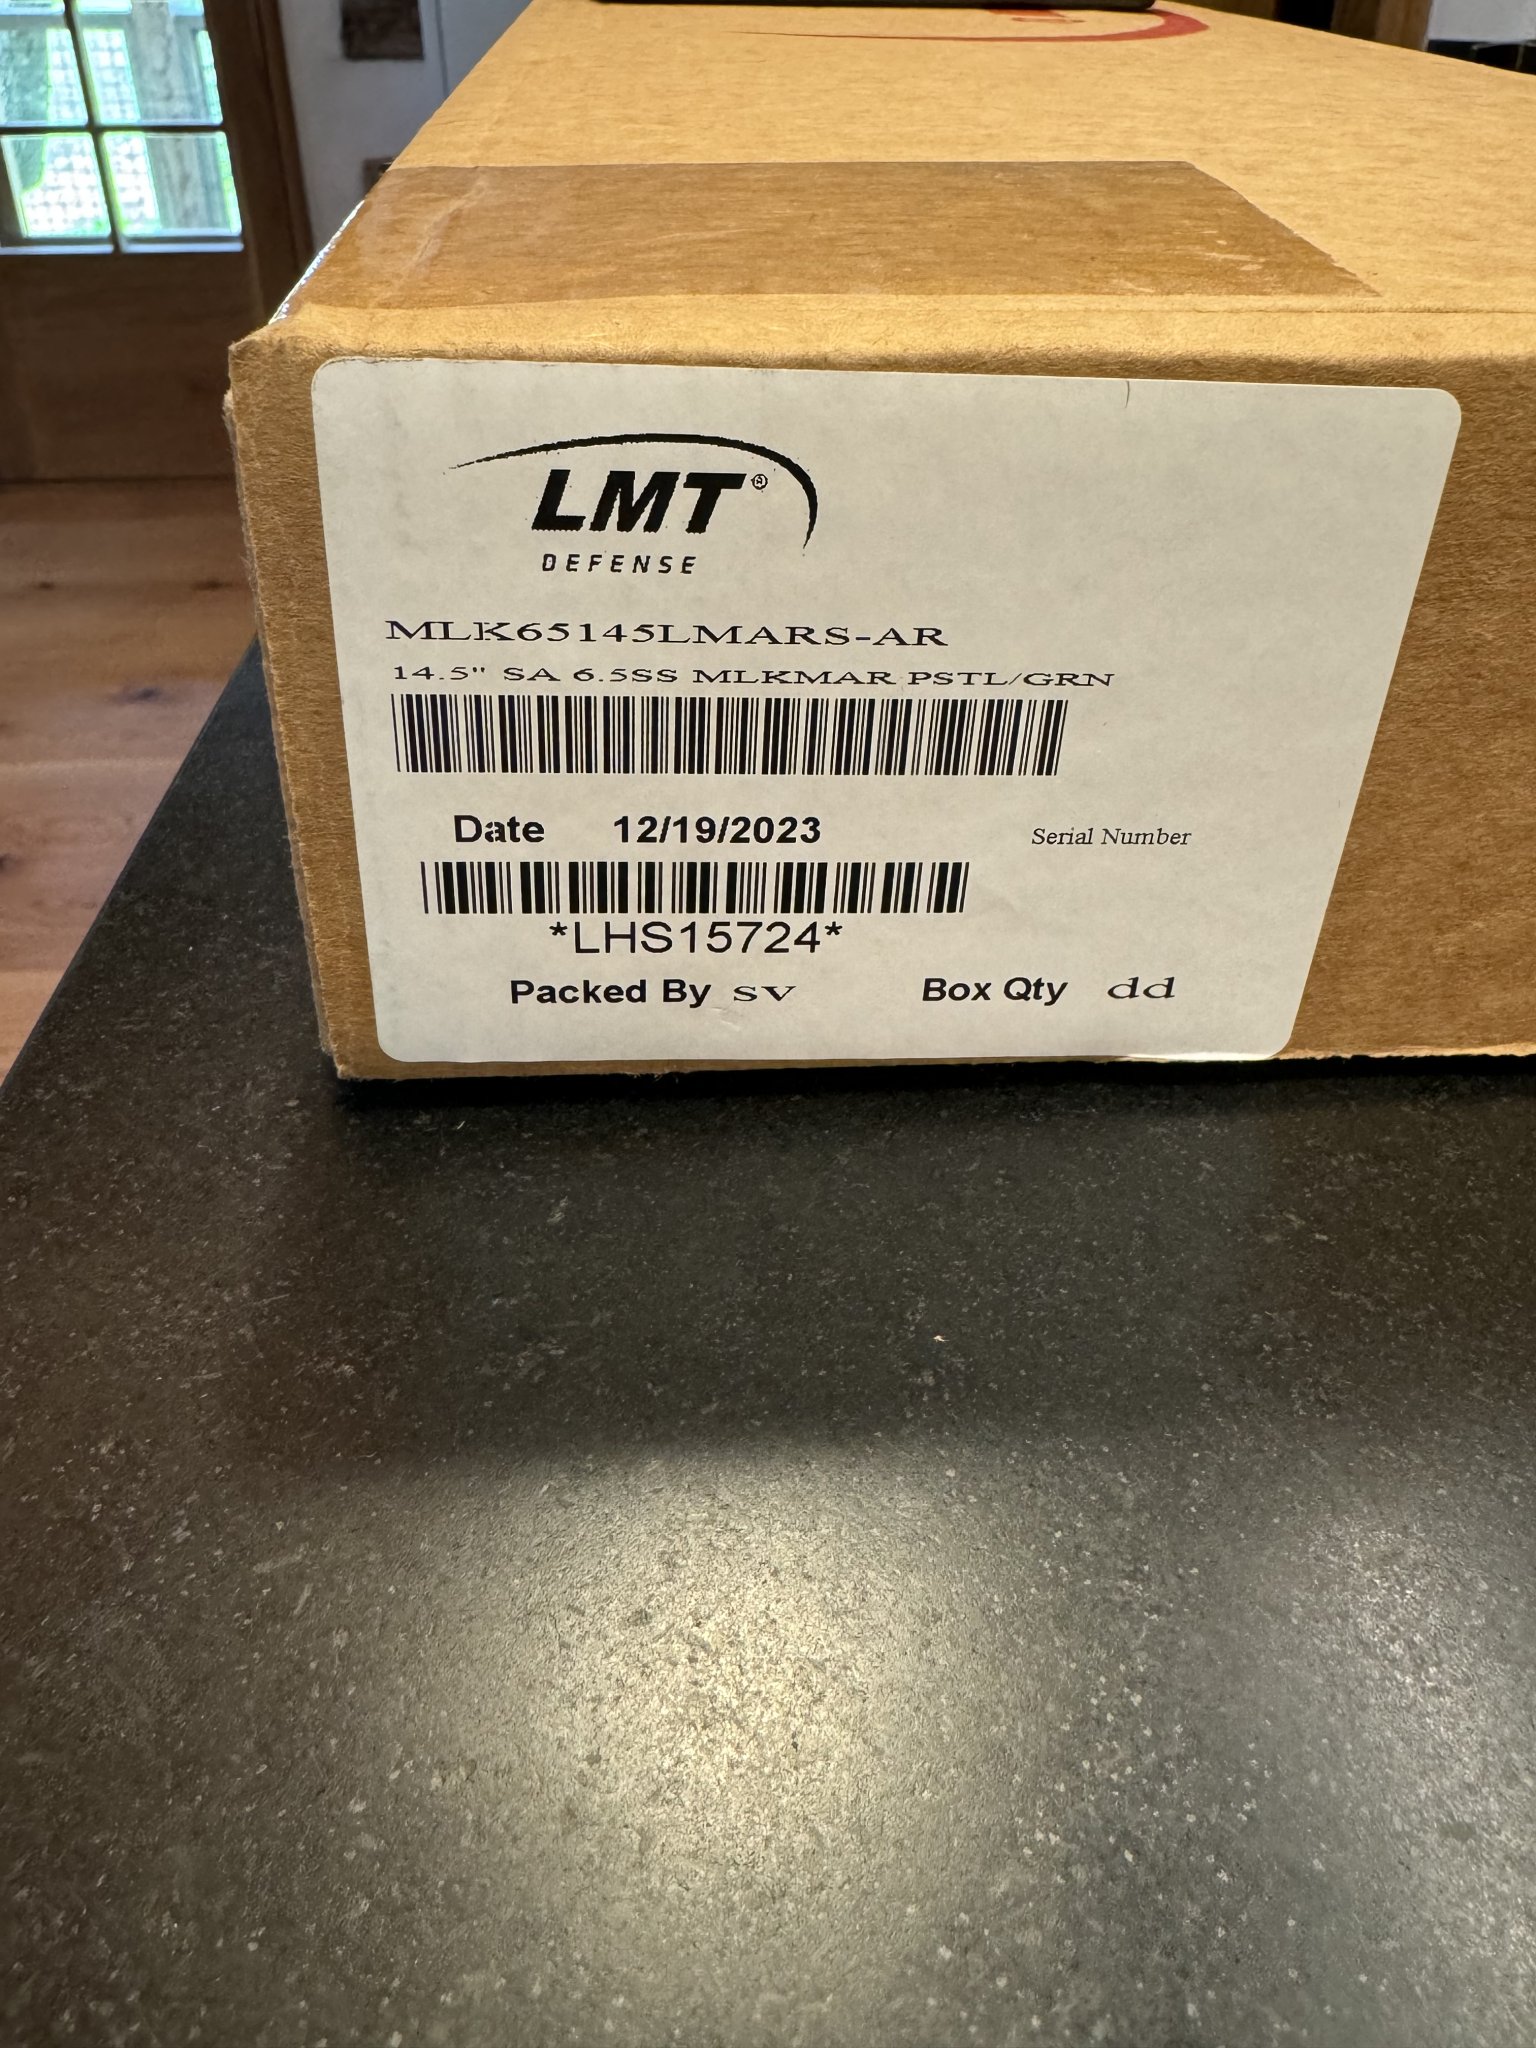 LMT®
DEFENSE
MLK65145LMARS-AR
14.5" SA 6.5SS MLKMAR PSTL/GRN
Date 12/19/2023 Serial Number
*LHS15724*
Packed By sv Box Qty dd